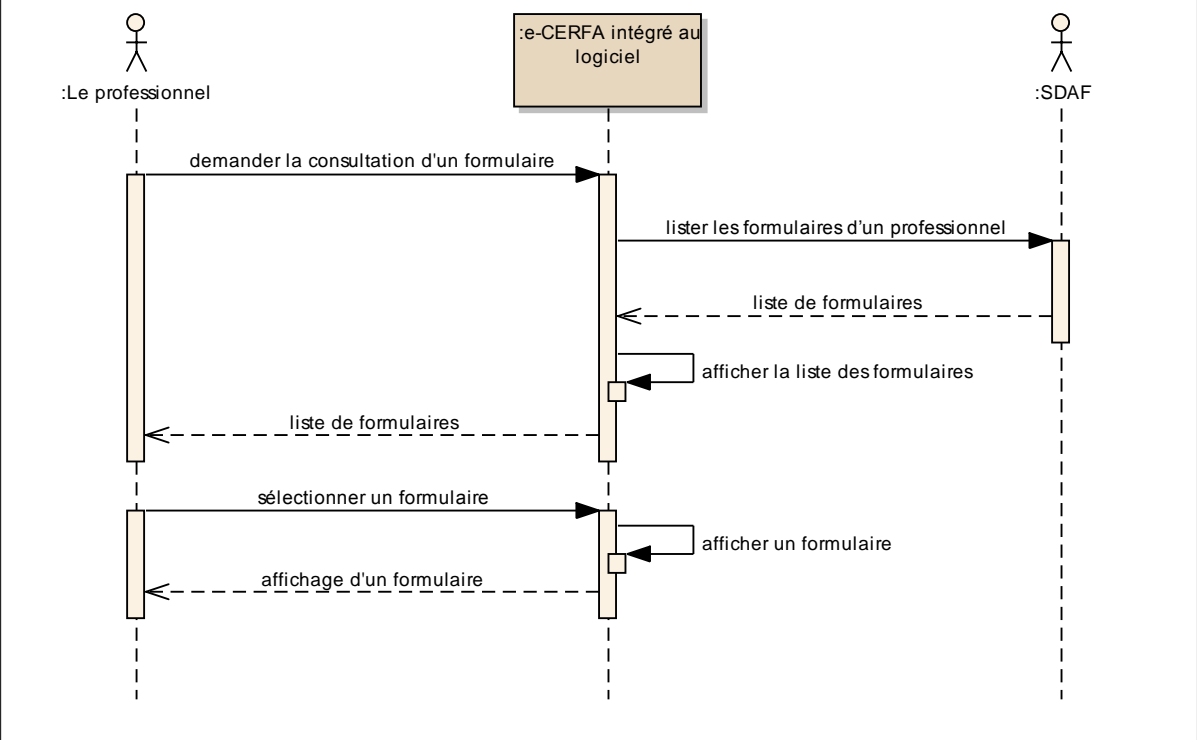 :Le professionnel
:e-CERFA intégré au
logiciel
:SDAF
demander la consultation d'un formulaire
lister les formulaires d’un professionnel
liste de formulaires
afficher la liste des formulaires
liste de formulaires
sélectionner un formulaire
afficher un formulaire
affichage d'un formulaire